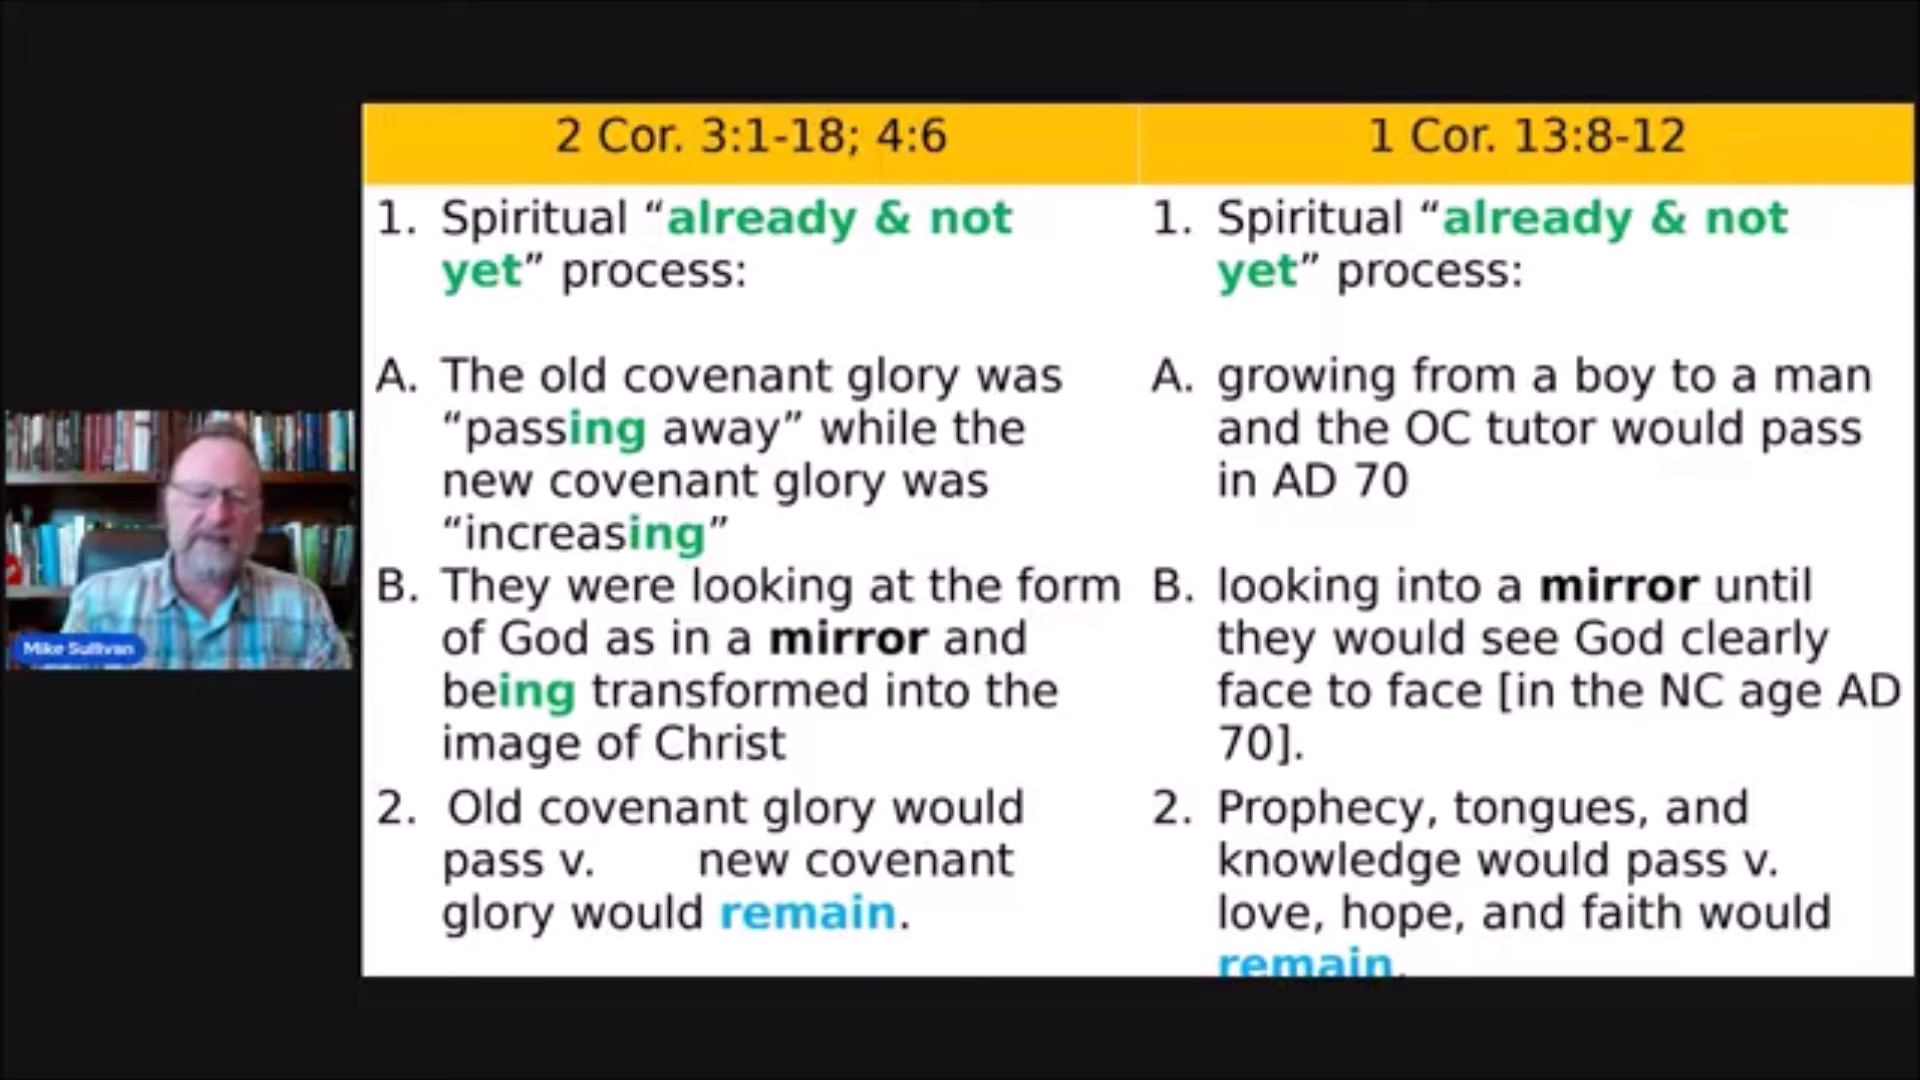 2 Cor. 3:1-18; 4:6
1. Spiritual “already & not
yet” process:
A. The old covenant glory was
“passing away” while the
new covenant glory was
“increasing”
B. They were looking at the form
of God as in a mirror and
being transformed into the
image of Christ
2. Old covenant glory would
pass v. new covenant
glory would remain.
1 Cor. 13:8-12
1. Spiritual “already & not
yet” process:
A. growing from a boy to a man
and the OC tutor would pass
in AD 70
B. looking into a mirror until
they would see God clearly
face to face [in the NC age AD
70].
2. Prophecy, tongues, and
knowledge would pass v.
love, hope, and faith would
remain.
Mike Sullivan